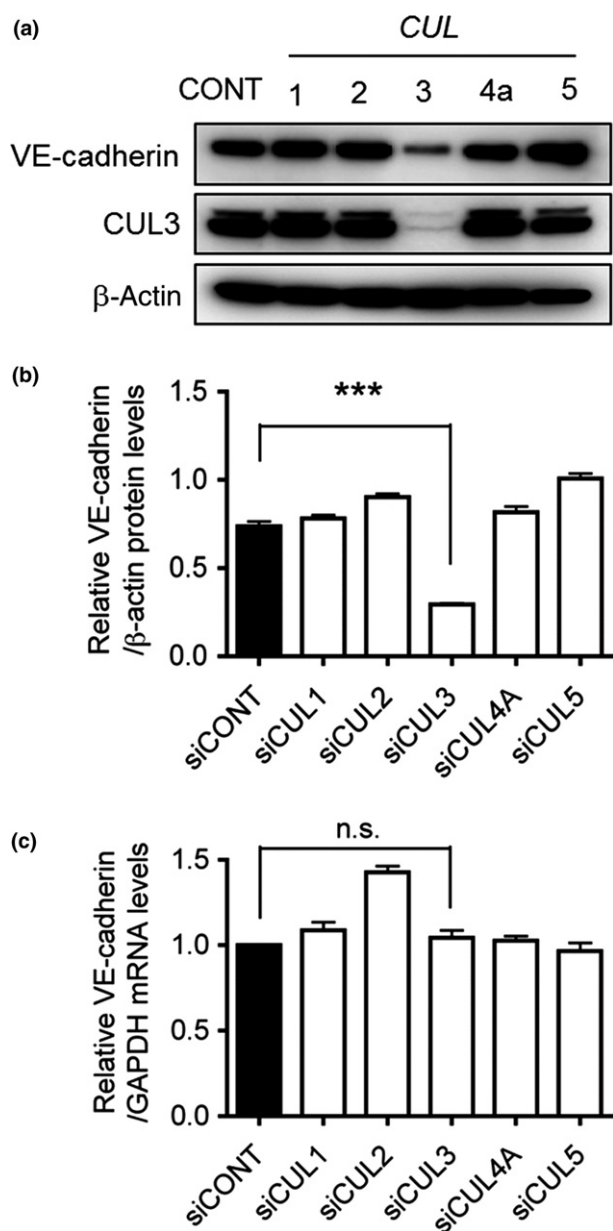 (a)
CUL
CONT 1 2 3 4a 5
VE-cadherin
CUL3
β-Actin
(b)
Relative VE-cadherin
/β-actin protein levels
1.5
1.0
0.5
0.0
***
siCONT siCUL1 siCUL2 siCUL3 siCUL4A siCUL5
(c)
Relative VE-cadherin
/GAPDH mRNA levels
1.5
1.0
0.5
0.0
n.s.
siCONT siCUL1 siCUL2 siCUL3 siCUL4A siCUL5